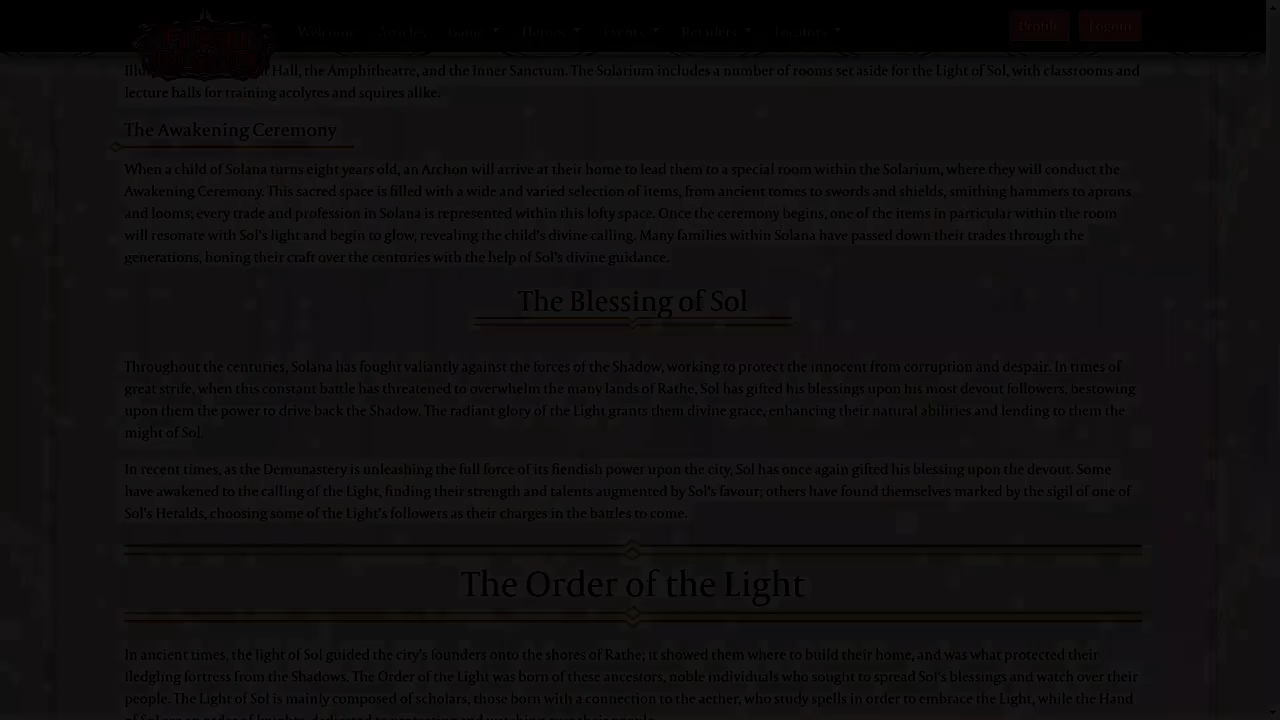 Welcome Articles Game Heroes Events Retailers Locators Profile Logout
Hall, the Amphitheatre, and the Inner Sanctum. The Solarium includes a number of rooms set aside for the Light of Sol, with classrooms and
lecture halls for training acolytes and squires alike.
The Awakening Ceremony
When a child of Solana turns eight years old, an Archon will arrive at their home to lead them to a special room within the Solarium, where they will conduct the
Awakening Ceremony. This sacred space is filled with a wide and varied selection of items, from ancient tomes to swords and shields, smithing hammers to aprons
and looms; every trade and profession in Solana is represented within this lofty space. Once the ceremony begins, one of the items in particular within the room
will resonate with Sol's light and begin to glow, revealing the child's divine calling. Many families within Solana have passed down their trades through the
generations, honing their craft over the centuries with the help of Sol's divine guidance.
The Blessing of Sol
Throughout the centuries, Solana has fought valiantly against the forces of the Shadow, working to protect the innocent from corruption and despair. In times of
great strife, when this constant battle has threatened to overwhelm the many lands of Rathe, Sol has gifted his blessings upon his most devout followers, bestowing
upon them the power to drive back the Shadow. The radiant glory of the Light grants them divine grace, enhancing their natural abilities and lending to them the
might of Sol.
In recent times, as the Demonastery is unleashing the full force of its fiendish power upon the city, Sol has once again gifted his blessing upon the devout. Some
have awakened to the calling of the Light, finding their strength and talents augmented by Sol's favour; others have found themselves marked by the sigil of one of
Sol's Heralds, choosing some of the Light's followers as their charges in the battles to come.
The Order of the Light
In ancient times, the light of Sol guided the city's founders onto the shores of Rathe; it showed them where to build their home, and was what protected their
fledgling fortress from the Shadows. The Order of the Light was born of these ancestors, noble individuals who sought to spread Sol's blessings and watch over their
people. The Light of Sol is mainly composed of scholars, those born with a connection to the aether, who study spells in order to embrace the Light, while the Hand